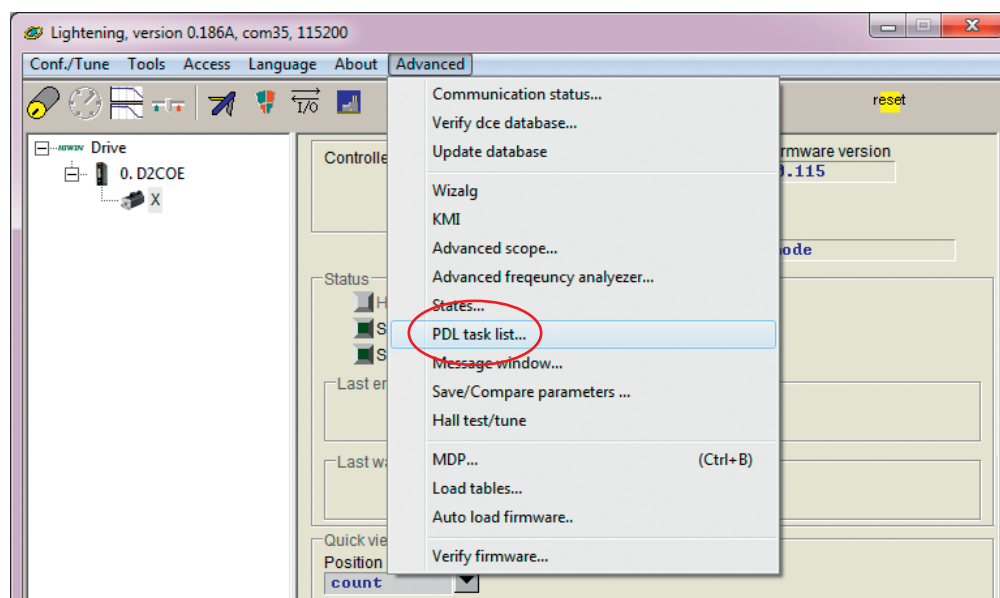 Lightening, version 0.186A, com35, 115200
Conf./Tune Tools Access Language About Advanced
I/O
reset
HIWIN Drive
0. D2COE
X
Controlle
rmware version
.115
ode
Communication status...
Verify dce database...
Update database
Wizalg
KMI
Advanced scope...
Advanced freqeuncy analyezer...
States...
PDL task list...
Message window...
Save/Compare parameters ...
Hall test/tune
MDP... (Ctrl+B)
Load tables...
Auto load firmware..
Verify firmware...
Status
H
S
S
Last er
Last wa
Quick vie
Position
count